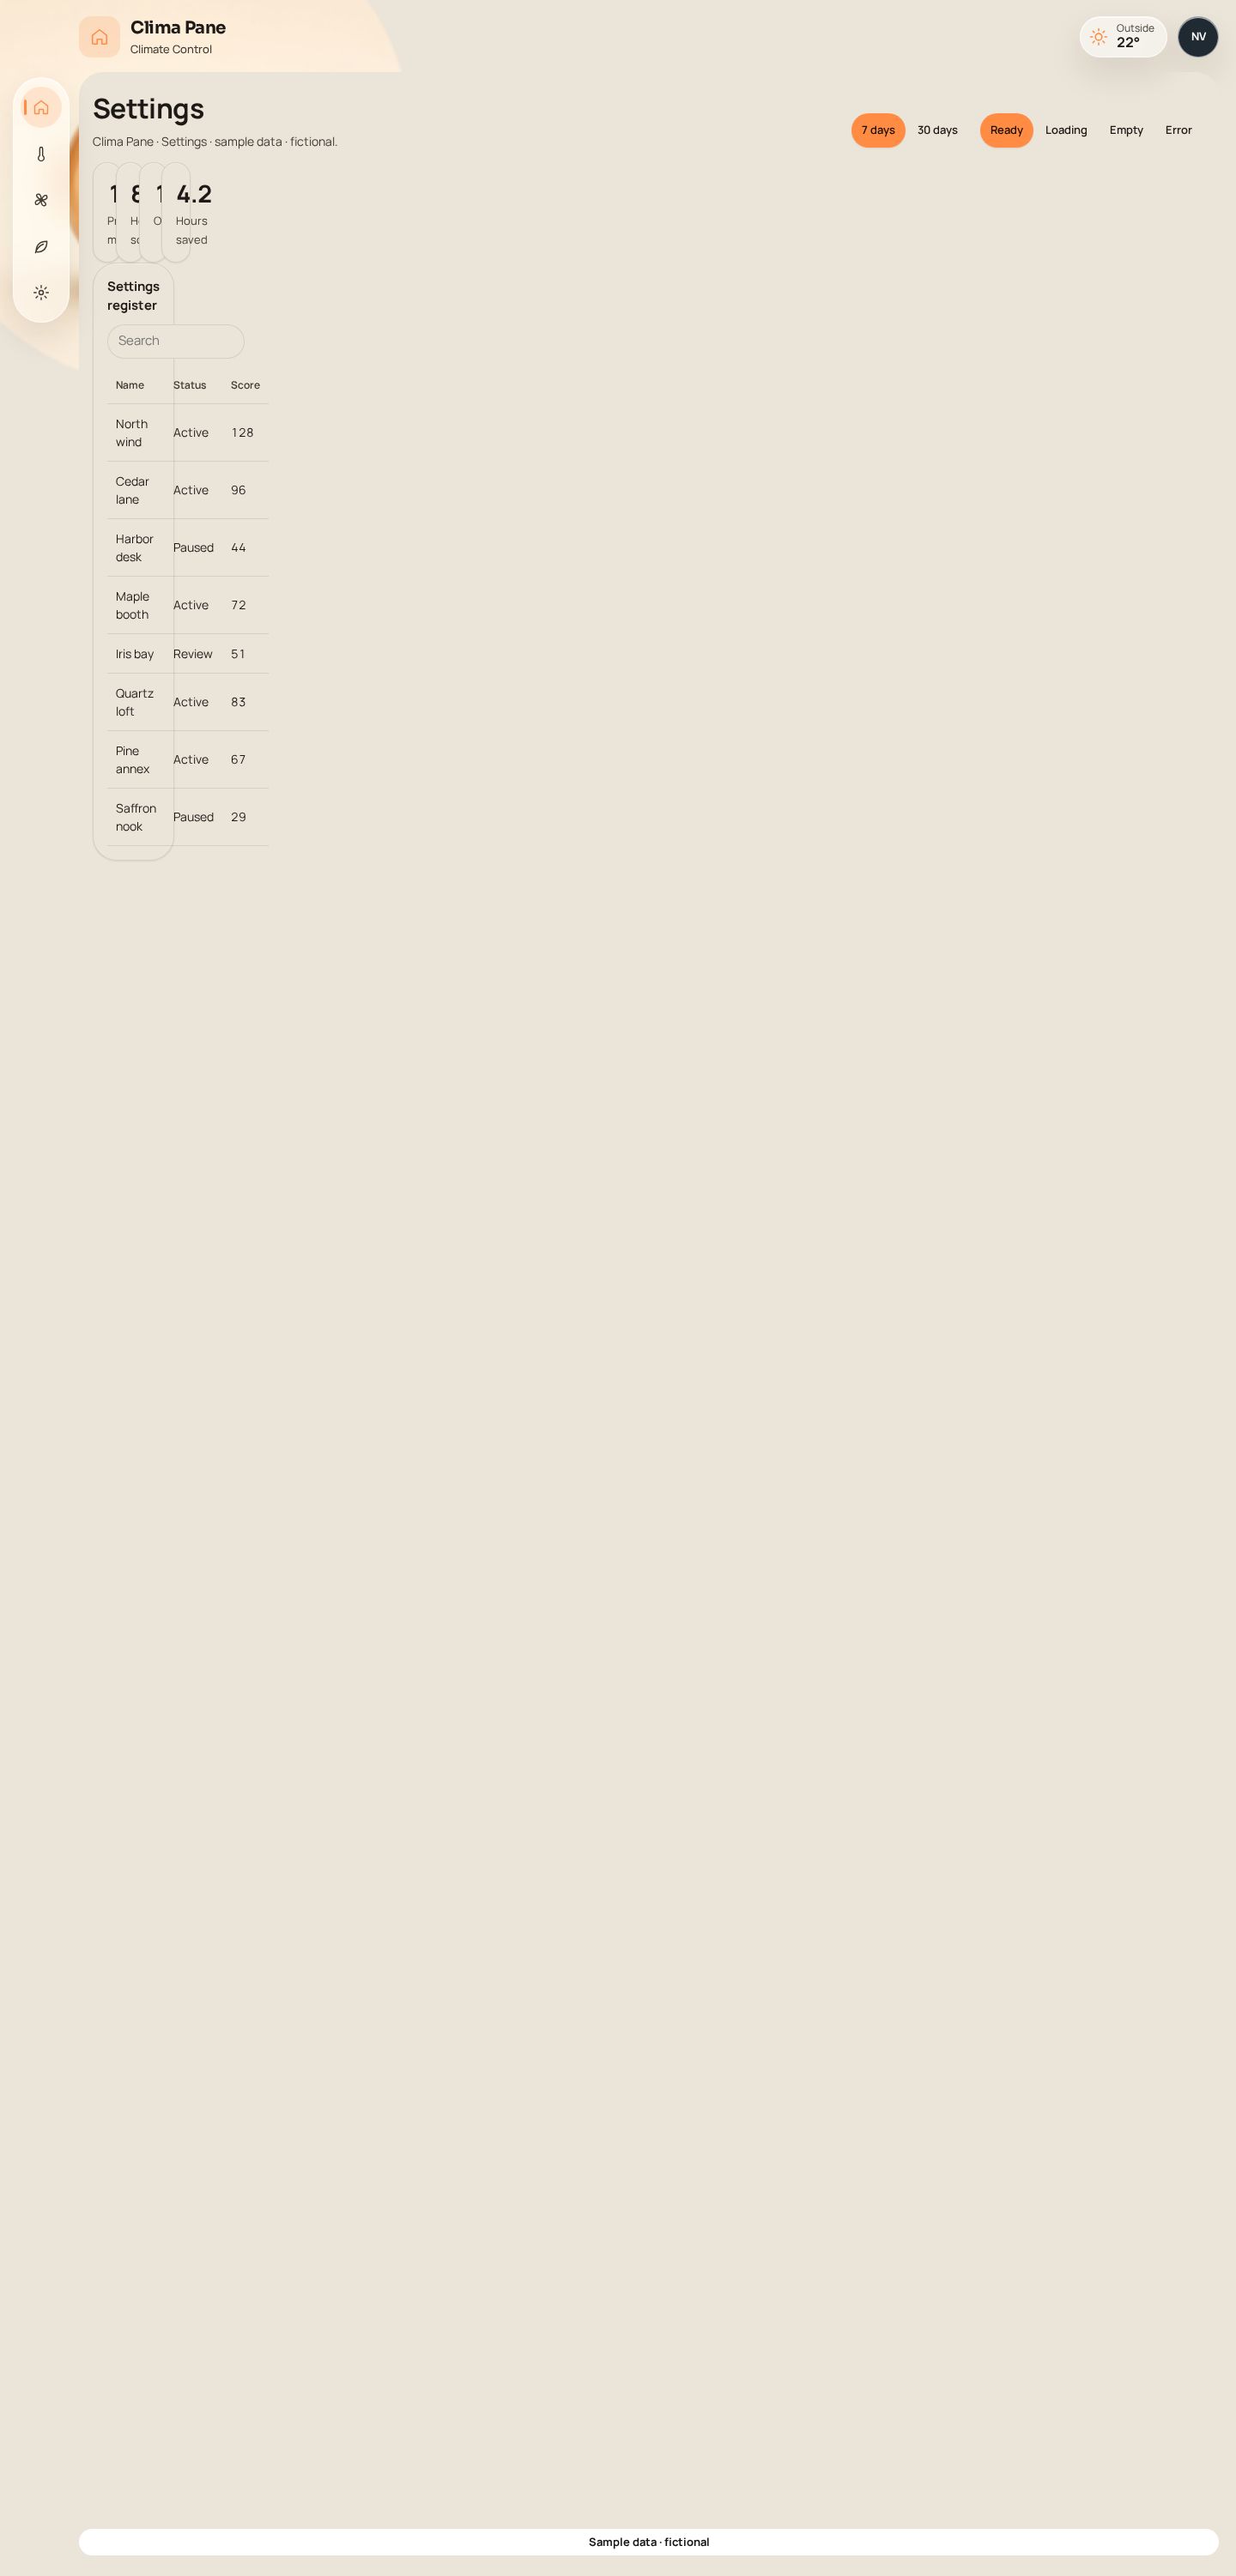 Clima Pane
Climate Control
Outside
22°
NV
Settings
Clima Pane · Settings · sample data · fictional.
7 days
30 days
Ready
Loading
Empty
Error
4.2
Hours
saved
Settings
register
Search
Name Status Score
North
wind
Active
128
Cedar
lane
Active
96
Harbor
desk
Paused
44
Maple
booth
Active
72
Iris bay
Review
51
Quartz
loft
Active
83
Pine
annex
Active
67
Saffron
nook
Paused
29
Sample data · fictional